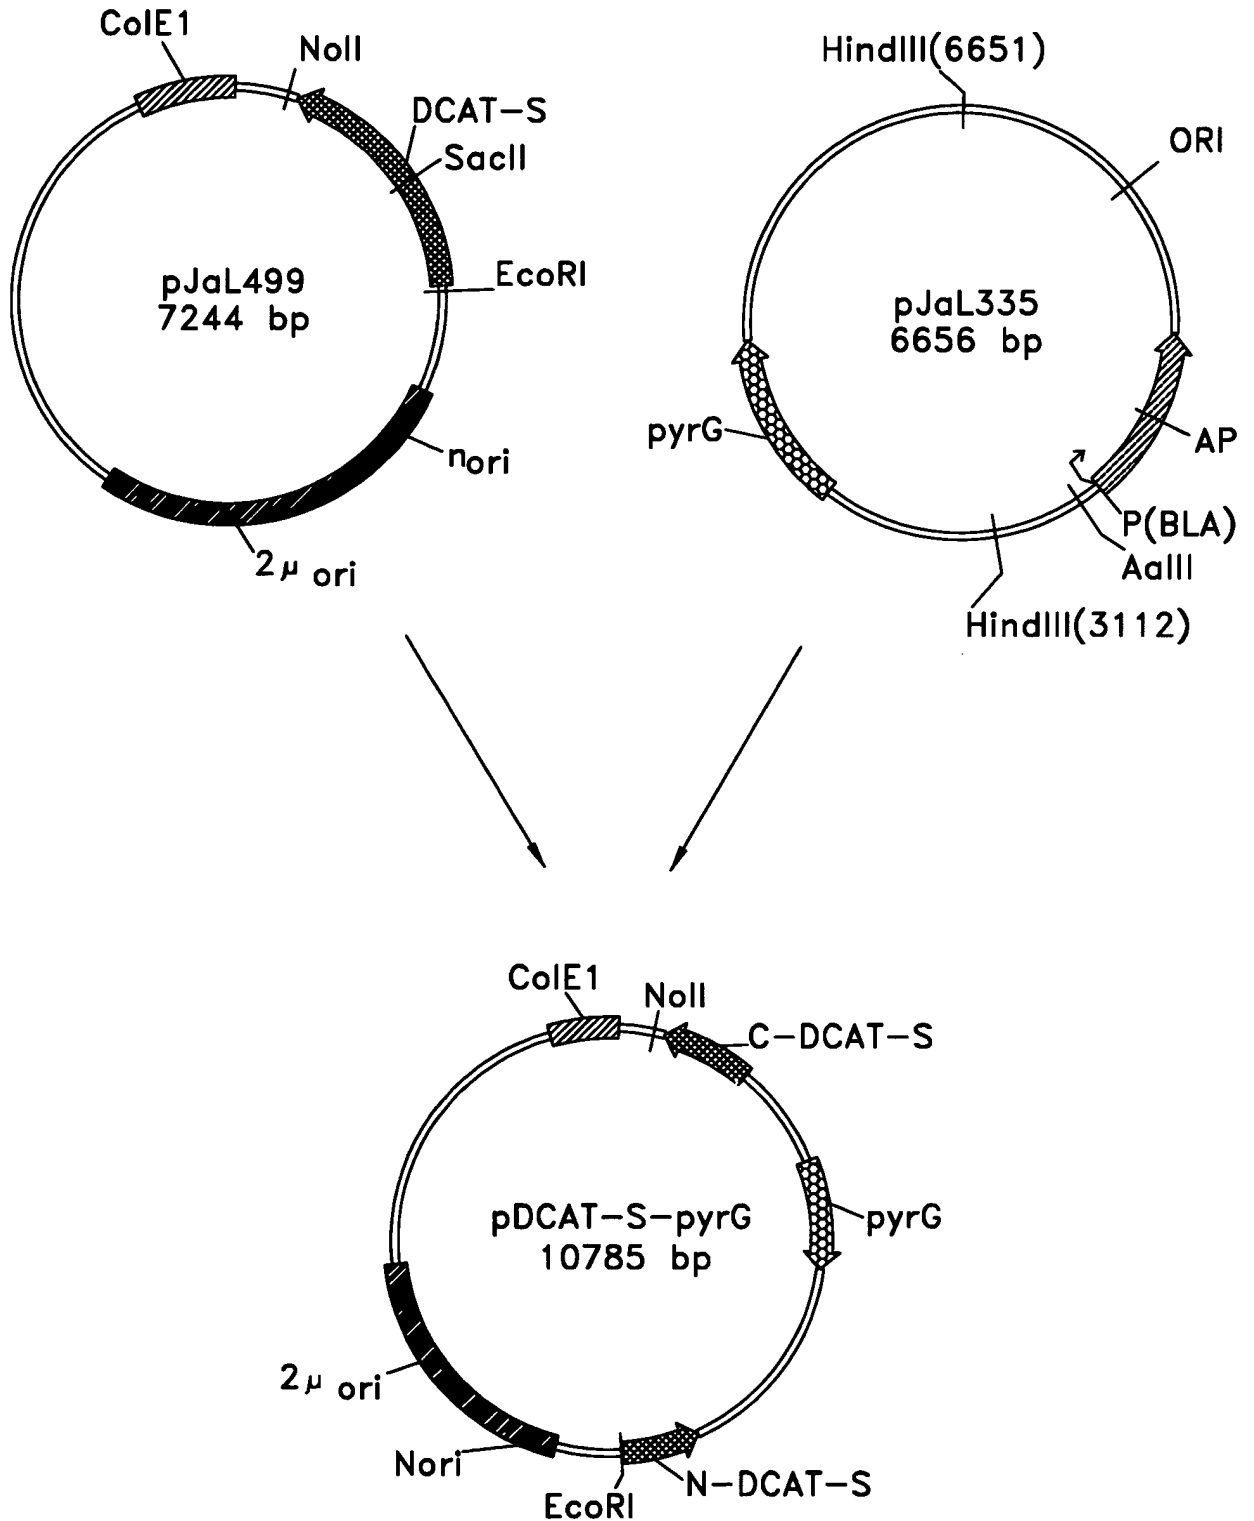 ColE1
NolI
DCAT-S
SacII
pJaL499
7244 bp
EcoRI
nori
2μ ori
HindIII(6651)
ORI
pJaL335
6656 bp
pyrG
AP
P(BLA)
AaIII
HindIII(3112)
ColE1
NolI
C-DCAT-S
pDCAT-S-pyrG
10785 bp
pyrG
2μ ori
Nori
EcoRI
N-DCAT-S